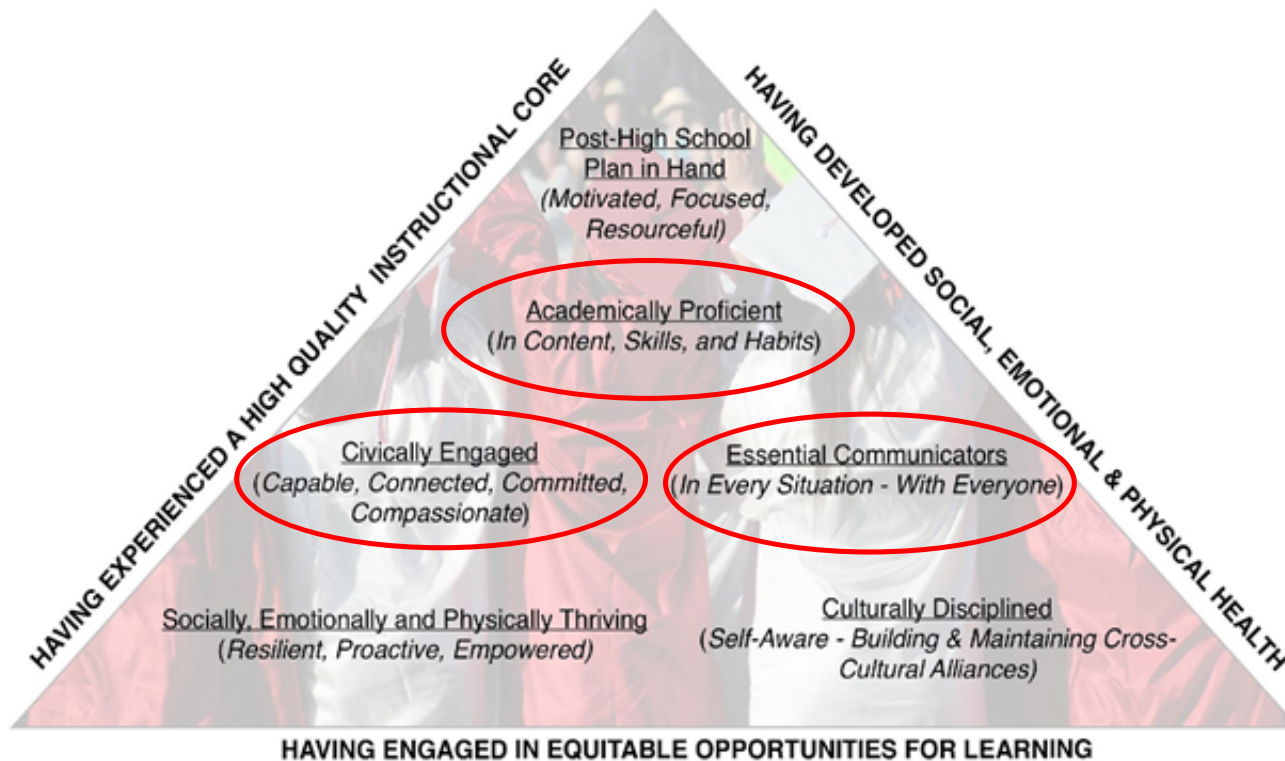 HAVING EXPERIENCED A HIGH QUALITY INSTRUCTIONAL CORE
HAVING DEVELOPED SOCIAL, EMOTIONAL & PHYSICAL HEALTH
Post-High School
Plan in Hand
(Motivated, Focused,
Resourceful)
Academically Proficient
(In Content, Skills, and Habits)
Civically Engaged
(Capable, Connected, Committed,
Compassionate)
Essential Communicators
(In Every Situation - With Everyone)
Socially, Emotionally and Physically Thriving
(Resilient, Proactive, Empowered)
Culturally Disciplined
(Self-Aware - Building & Maintaining Cross-
Cultural Alliances)
HAVING ENGAGED IN EQUITABLE OPPORTUNITIES FOR LEARNING